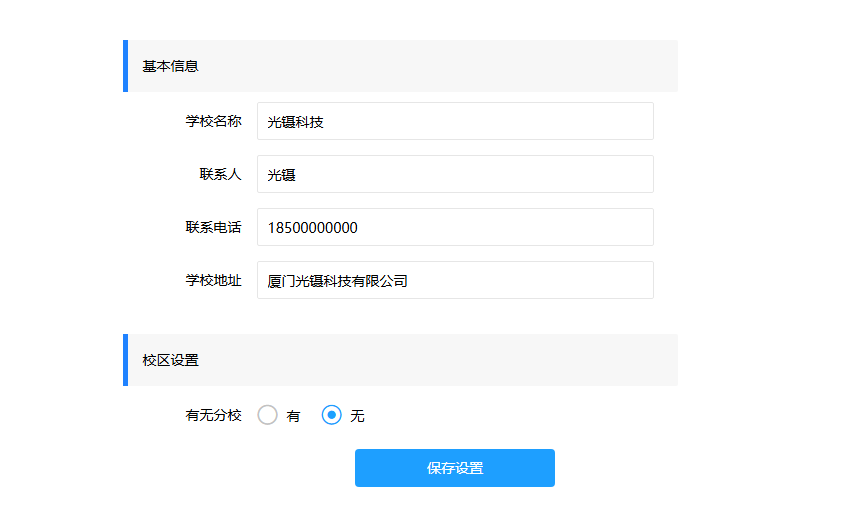 基本信息
学校名称 光镊科技
联系人 光镊
联系电话 18500000000
学校地址 厦门光镊科技有限公司
校区设置
有无分校 有 无
保存设置